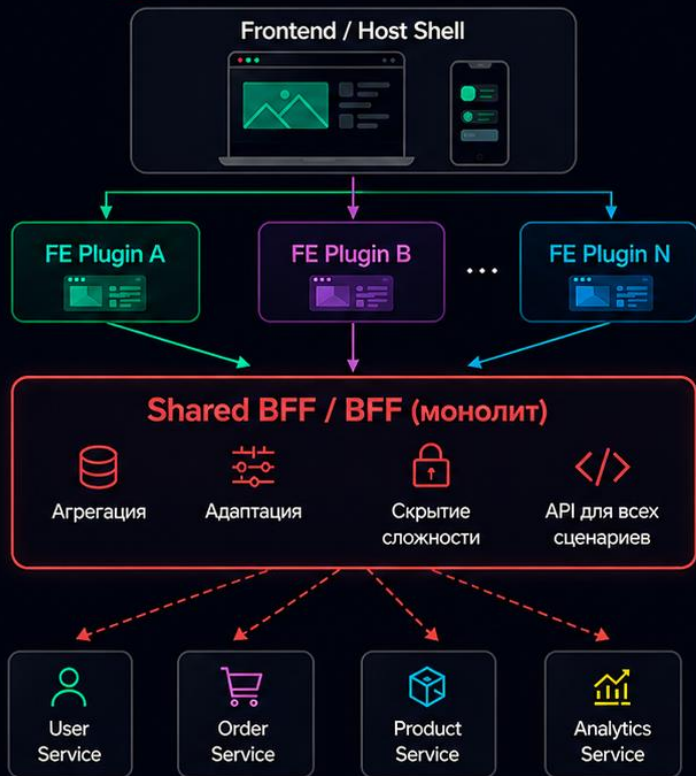 Frontend / Host Shell
FE Plugin A
FE Plugin B
...
FE Plugin N
Shared BFF / BFF (монолит)
Агрегация
Адаптация
Скрытие
сложности
API для всех
сценариев
User
Service
Order
Service
Product
Service
Analytics
Service